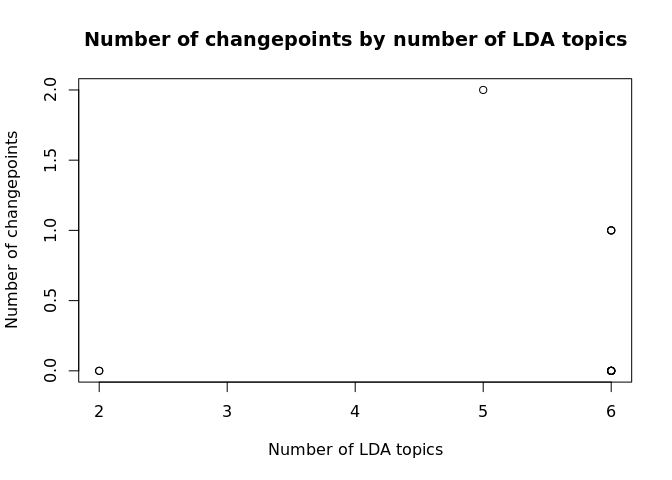 Number of changepoints by number of LDA topics
Number of changepoints
2.0
1.5
1.0
0.5
0.0
2 3 4 5 6
Number of LDA topics